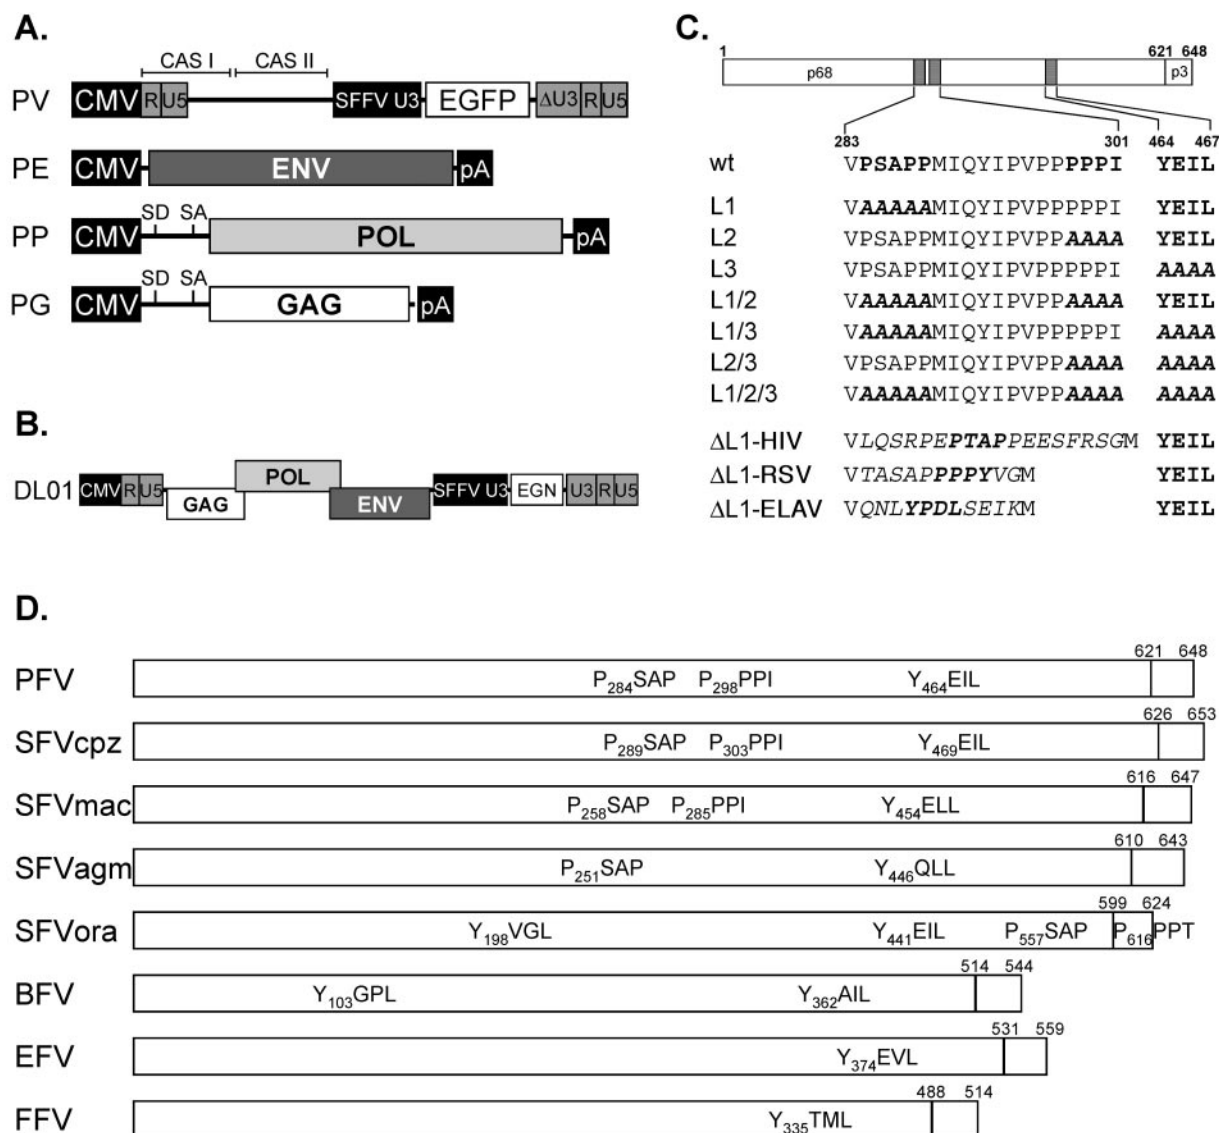 A.
CAS I CAS II
PV CMV R U5 SFFV U3 EGFP ΔU3 R U5
PE CMV ENV pA
SD SA
PP CMV POL pA
SD SA
PG CMV GAG pA
B.
DL01 CMV R U5 GAG POL ENV SFFV U3 EGN U3 R U5
C.
1 621 648
p68 p3
283 301 464 467
wt VPSAPPMIQYIPVPPPPPI YEIL
L1 VAAAAAMIQYIPVPPPPPI YEIL
L2 VPSAPPMIQYIPVPPAAAA YEIL
L3 VPSAPPMIQYIPVPPPPPI AAAA
L1/2 VAAAAAMIQYIPVPPAAAA YEIL
L1/3 VAAAAAMIQYIPVPPPPPI AAAA
L2/3 VPSAPPMIQYIPVPPAAAA AAAA
L1/2/3 VAAAAAMIQYIPVPPAAAA AAAA
ΔL1-HIV VLQSRPEPTAPPEESFRSGM YEIL
ΔL1-RSV VTASAPPPPYVGM YEIL
ΔL1-ELAV VQNLYPDLSEIKM YEIL
D.
621 648
PFV P284SAP P298PPI Y464EIL
626 653
SFVcpz P289SAP P303PPI Y469EIL
616 647
SFVmac P258SAP P285PPI Y454ELL
610 643
SFVagm P251SAP Y446QLL
599 624
SFVora Y198VGL Y441EIL P557SAP P616PPT
514 544
BFV Y103GPL Y362AIL
531 559
EFV Y374EVL
488 514
FFV Y335TML